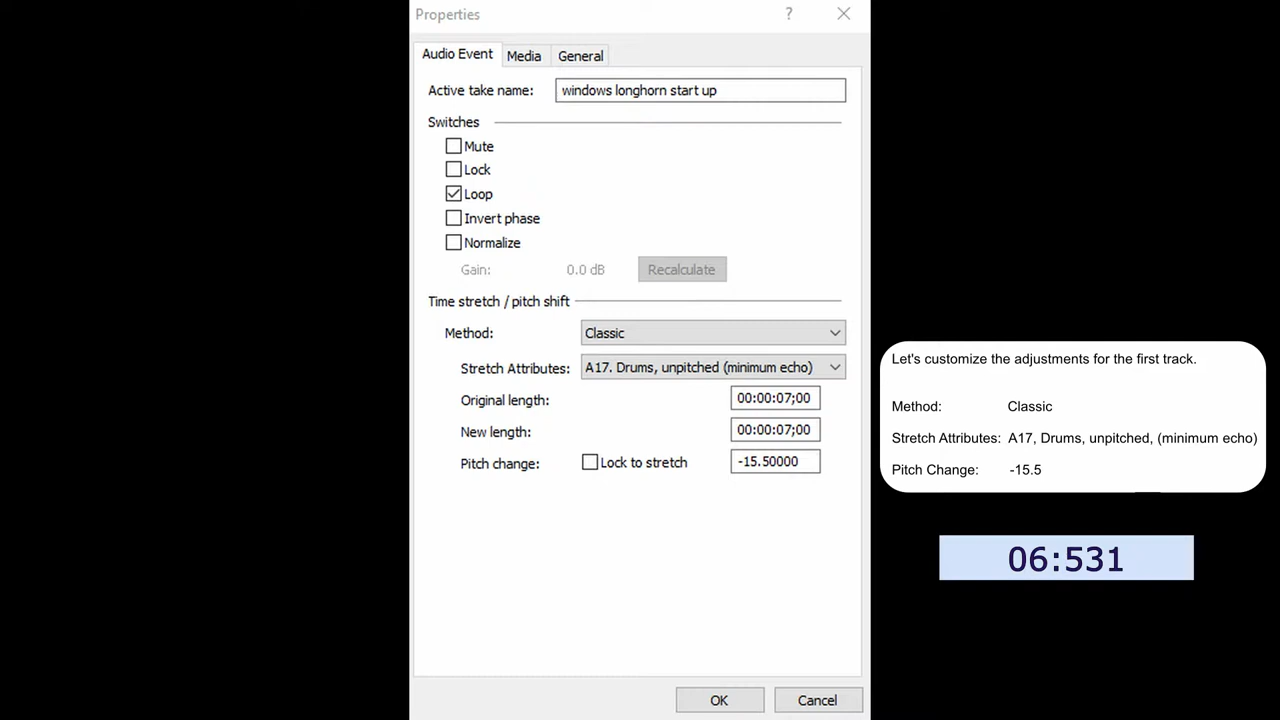 Properties
?
Audio Event Media General
Active take name: windows longhorn start up
Switches
Mute
Lock
Loop
Invert phase
Normalize
Gain: 0.0 dB Recalculate
Time stretch / pitch shift
Method: Classic
Stretch Attributes: A17. Drums, unpitched (minimum echo)
Original length: 00:00:07;00
New length: 00:00:07;00
Pitch change: Lock to stretch -15.50000
OK Cancel
Let's customize the adjustments for the first track.
Method: Classic
Stretch Attributes: A17, Drums, unpitched, (minimum echo)
Pitch Change: -15.5
06:531